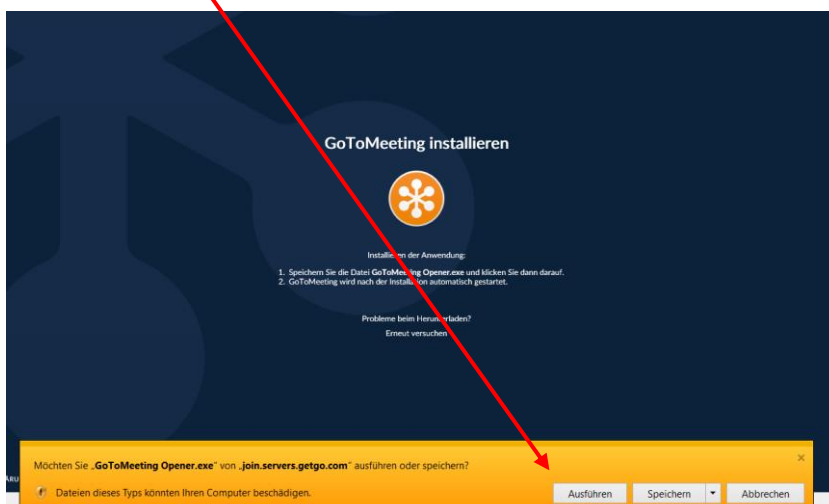 GoToMeeting installieren
Installieren der Anwendung:
1. Speichern Sie die Datei GoToMeeting Opener.exe und klicken Sie dann darauf.
2. GoToMeeting wird nach der Installation automatisch gestartet.
Probleme beim Herunterladen?
Erneut versuchen
Möchten Sie „GoToMeeting Opener.exe“ von „join.servers.getgo.com“ ausführen oder speichern?
Dateien dieses Typs könnten Ihren Computer beschädigen.
Ausführen
Speichern
Abbrechen